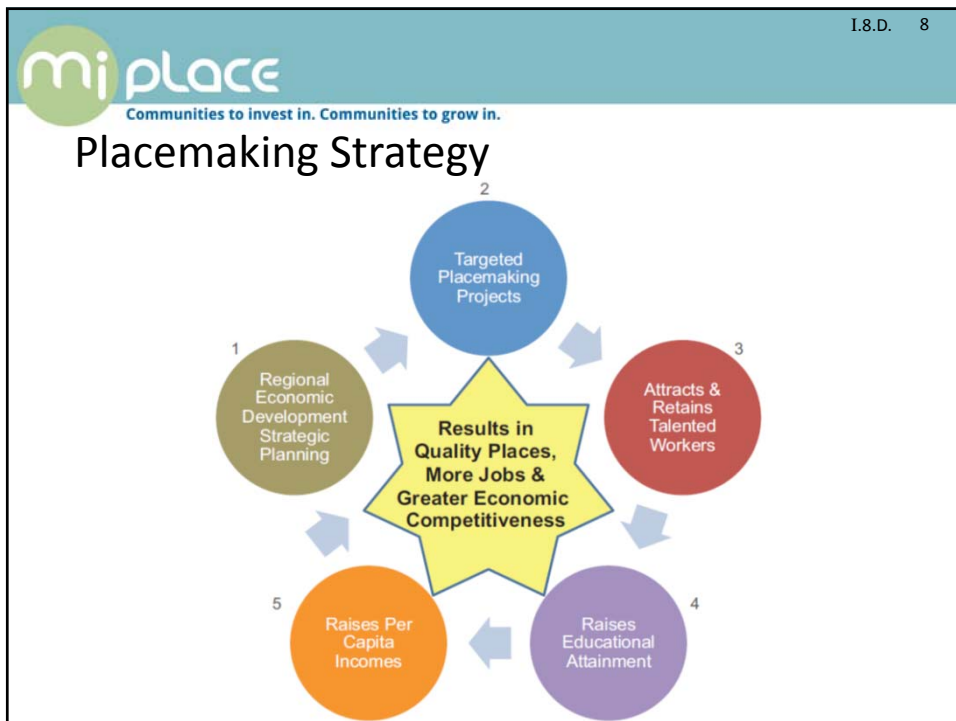 I.8.D. 8
mi place
Communities to invest in. Communities to grow in.
Placemaking Strategy
1
Regional
Economic
Development
Strategic
Planning
2
Targeted
Placemaking
Projects
3
Attracts &
Retains
Talented
Workers
4
Raises
Educational
Attainment
5
Raises Per
Capita
Incomes
Results in
Quality Places,
More Jobs &
Greater Economic
Competitiveness